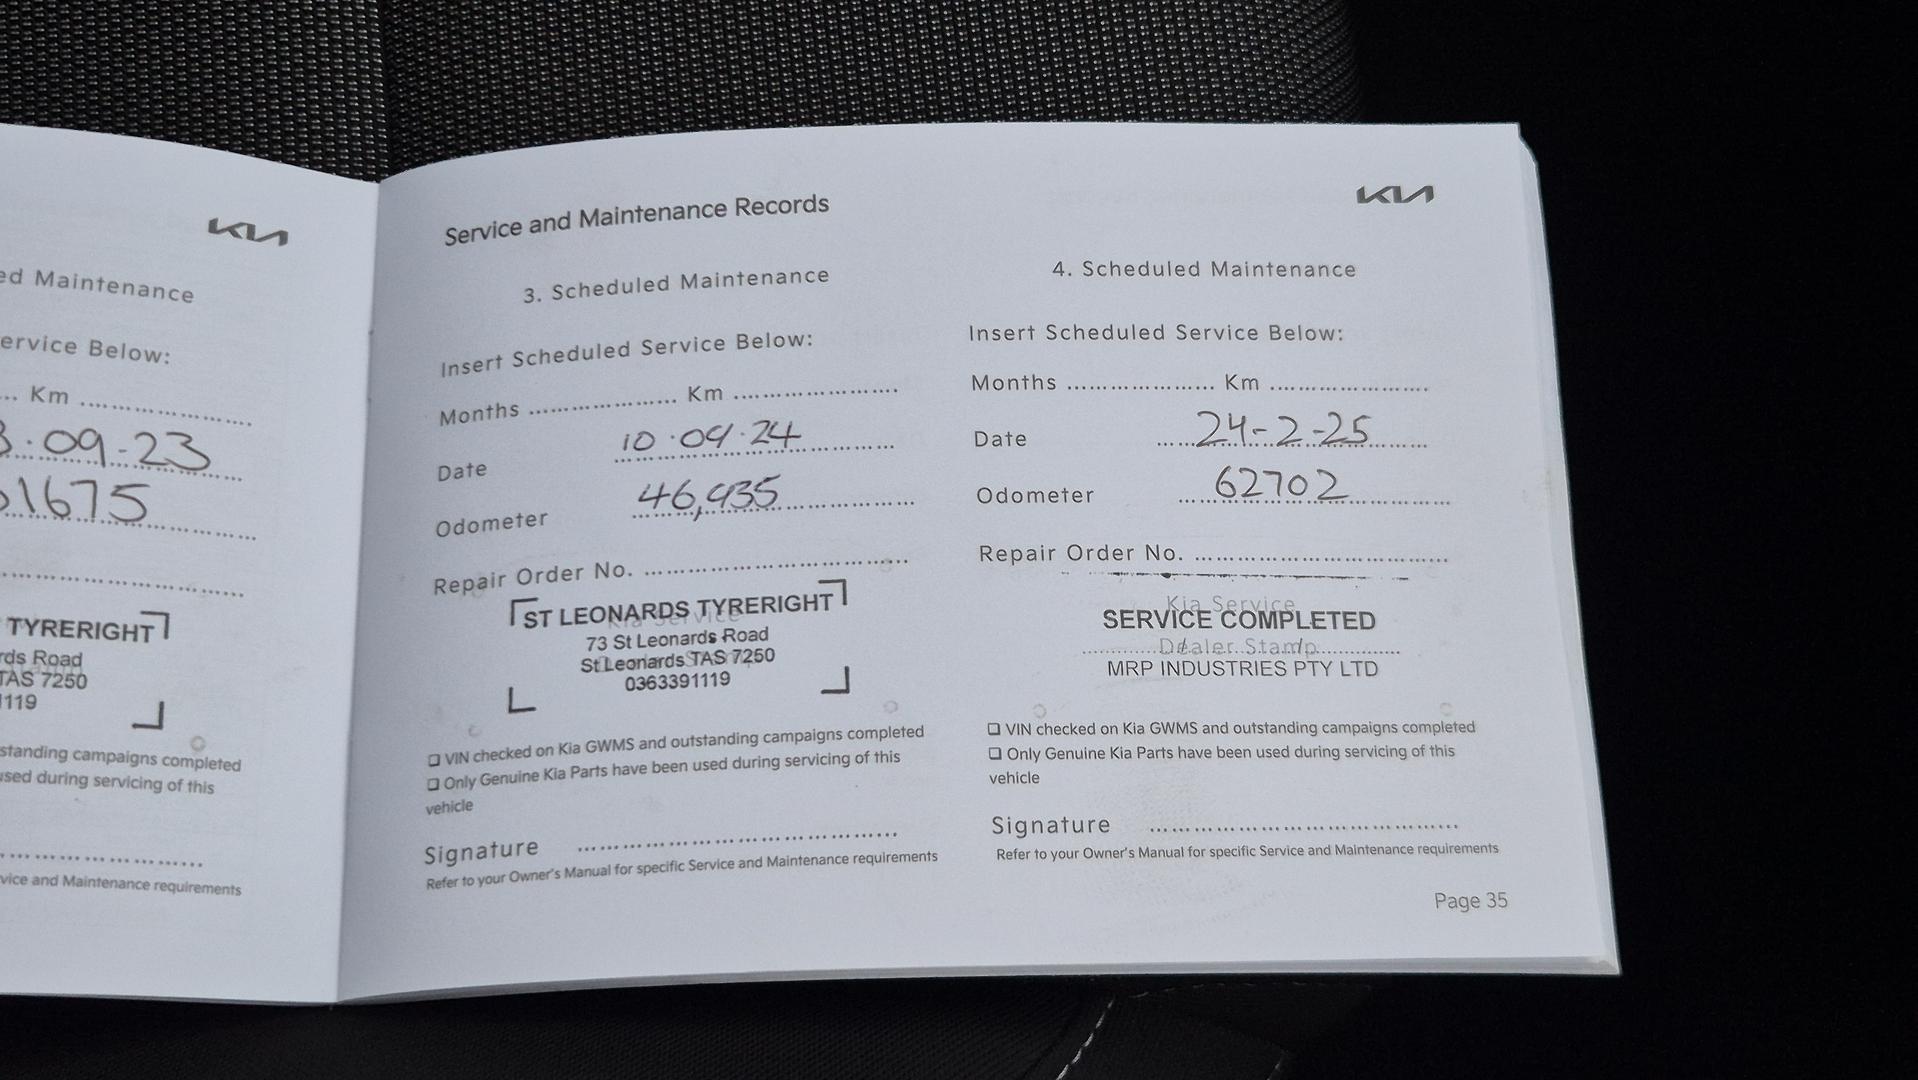 KIA
ed Maintenance
ervice Below:
... Km ........................
3.09-23
1675
TYRERIGHT
rds Road
TAS 7250
119
standing campaigns completed
used during servicing of this
vice and Maintenance requirements
Service and Maintenance Records
KIA
3. Scheduled Maintenance
Insert Scheduled Service Below:
Months ..................... Km ........................
Date 10.09.24
Odometer 46,935
Repair Order No. ........................................
Kia Service
ST LEONARDS TYRERIGHT
73 St Leonards Road
St Leonards TAS 7250
0363391119
❑ VIN checked on Kia GWMS and outstanding campaigns completed
❑ Only Genuine Kia Parts have been used during servicing of this
vehicle
Signature ................................................
Refer to your Owner's Manual for specific Service and Maintenance requirements
4. Scheduled Maintenance
Insert Scheduled Service Below:
Months ..................... Km ........................
Date 24-2-25
Odometer 62702
Repair Order No. ........................................
Kia Service
SERVICE COMPLETED
Dealer Stamp
MRP INDUSTRIES PTY LTD
❑ VIN checked on Kia GWMS and outstanding campaigns completed
❑ Only Genuine Kia Parts have been used during servicing of this
vehicle
Signature ................................................
Refer to your Owner's Manual for specific Service and Maintenance requirements
Page 35